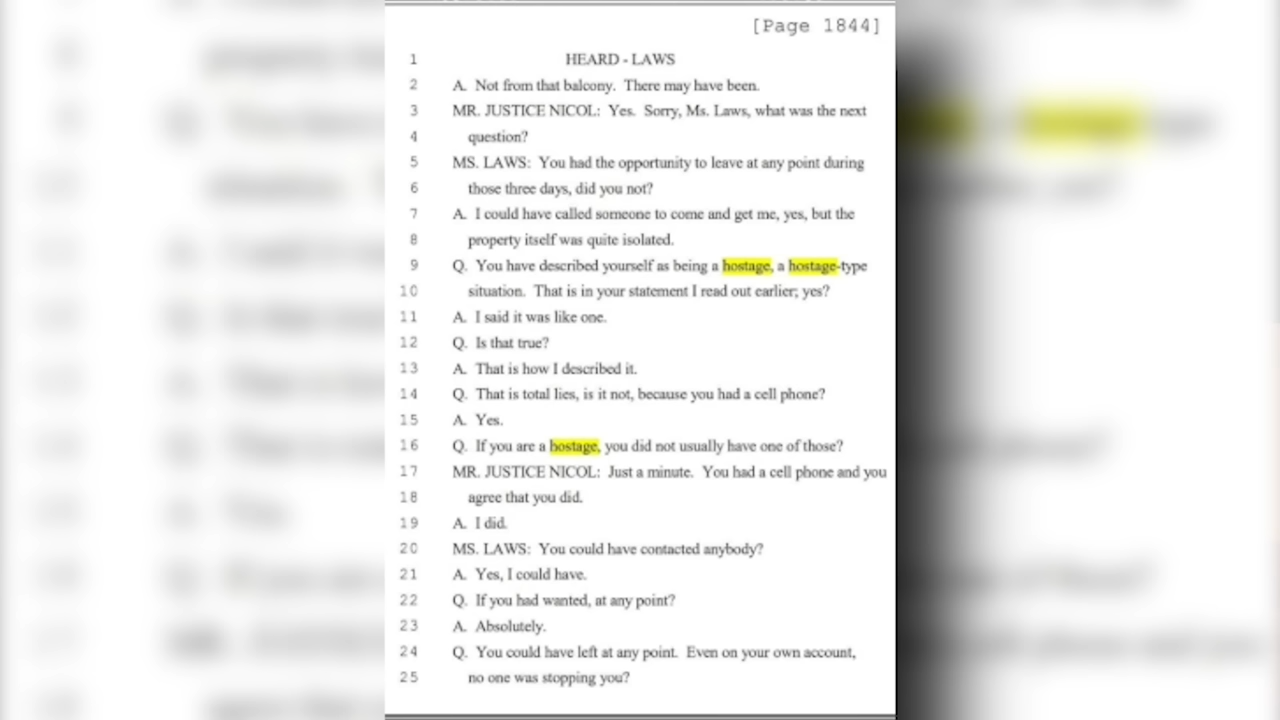 [Page 1844]
1 HEARD - LAWS
2 A. Not from that balcony. There may have been.
3 MR. JUSTICE NICOL: Yes. Sorry, Ms. Laws, what was the next
4 question?
5 MS. LAWS: You had the opportunity to leave at any point during
6 those three days, did you not?
7 A. I could have called someone to come and get me, yes, but the
8 property itself was quite isolated.
9 Q. You have described yourself as being a hostage, a hostage-type
10 situation. That is in your statement I read out earlier; yes?
11 A. I said it was like one.
12 Q. Is that true?
13 A. That is how I described it.
14 Q. That is total lies, is it not, because you had a cell phone?
15 A. Yes.
16 Q. If you are a hostage, you did not usually have one of those?
17 MR. JUSTICE NICOL: Just a minute. You had a cell phone and you
18 agree that you did.
19 A. I did.
20 MS. LAWS: You could have contacted anybody?
21 A. Yes, I could have.
22 Q. If you had wanted, at any point?
23 A. Absolutely.
24 Q. You could have left at any point. Even on your own account,
25 no one was stopping you?